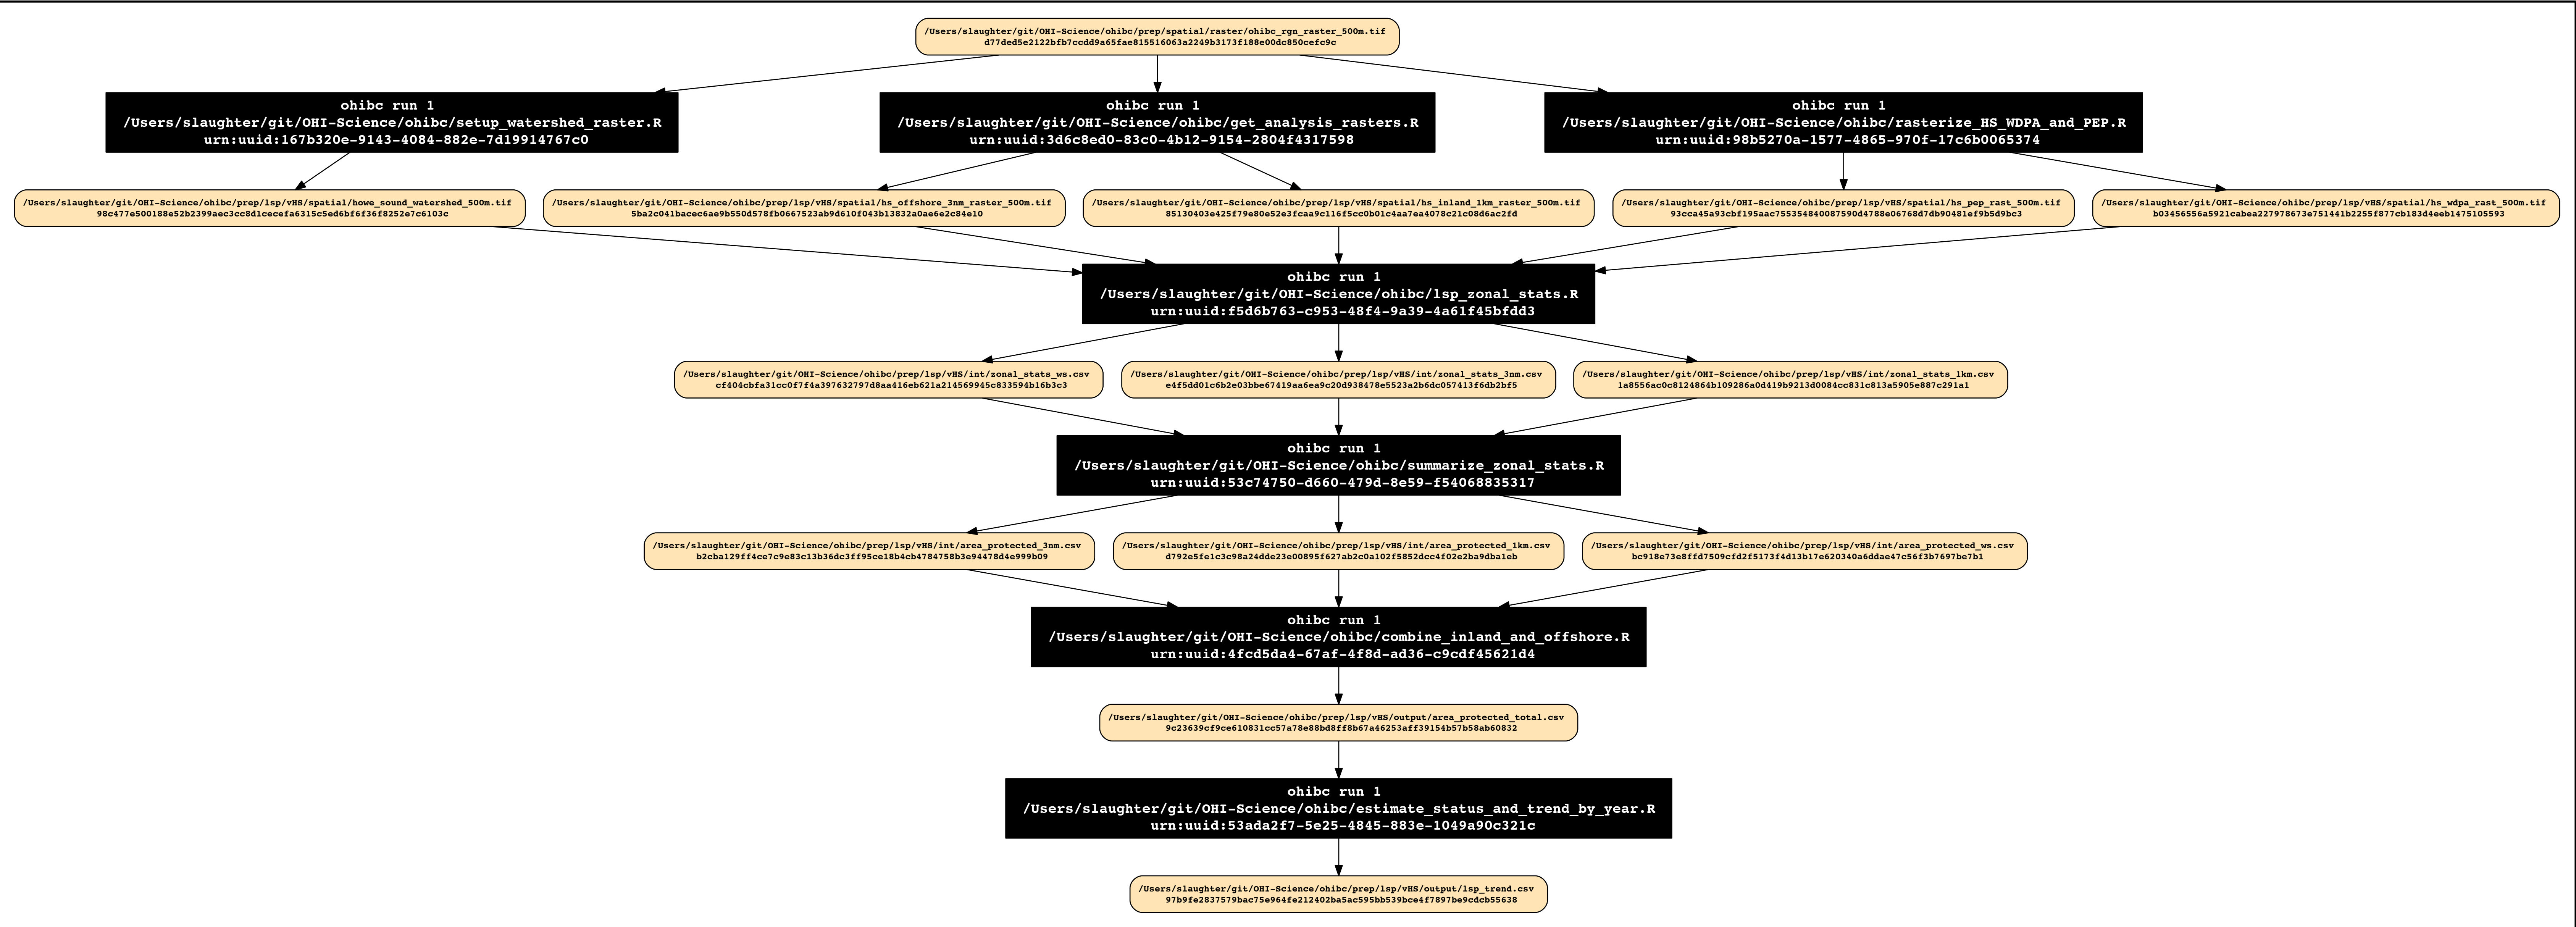 /Users/slaughter/git/OHI-Science/ohibc/prep/spatial/raster/ohibc_rgn_raster_500m.tif
d77ded5e2122bfb7ccdd9a65fae815516063a2249b3173f188e00dc850cefc9c
ohibc run 1
/Users/slaughter/git/OHI-Science/ohibc/setup_watershed_raster.R
urn:uuid:167b320e-9143-4084-882e-7d19914767c0
ohibc run 1
/Users/slaughter/git/OHI-Science/ohibc/get_analysis_rasters.R
urn:uuid:3d6c8ed0-83c0-4b12-9154-2804f4317598
ohibc run 1
/Users/slaughter/git/OHI-Science/ohibc/rasterize_HS_WDPA_and_PEP.R
urn:uuid:98b5270a-1577-4865-970f-17c6b0065374
/Users/slaughter/git/OHI-Science/ohibc/prep/lsp/vHS/spatial/howe_sound_watershed_500m.tif
98c477e500188e52b2399aec3cc8d1cecefa6315c5ed6bf6f36f8252e7c6103c
/Users/slaughter/git/OHI-Science/ohibc/prep/lsp/vHS/spatial/hs_offshore_3nm_raster_500m.tif
5ba2c041bacec6ae9b550d578fb0667523ab9d610f043b13832a0ae6e2c84e10
/Users/slaughter/git/OHI-Science/ohibc/prep/lsp/vHS/spatial/hs_inland_1km_raster_500m.tif
85130403e425f79e80e52e3fcaa9c116f5cc0b01c4aa7ea4078c21c08d6ac2fd
/Users/slaughter/git/OHI-Science/ohibc/prep/lsp/vHS/spatial/hs_pep_rast_500m.tif
93cca45a93cbf195aac755354840087590d4788e06768d7db90481ef9b5d9bc3
/Users/slaughter/git/OHI-Science/ohibc/prep/lsp/vHS/spatial/hs_wdpa_rast_500m.tif
b03456556a5921cabea227978673e751441b2255f877cb183d4eeb1475105593
ohibc run 1
/Users/slaughter/git/OHI-Science/ohibc/lsp_zonal_stats.R
urn:uuid:f5d6b763-c953-48f4-9a39-4a61f45bfdd3
/Users/slaughter/git/OHI-Science/ohibc/prep/lsp/vHS/int/zonal_stats_ws.csv
cf404cbfa31cc0f7f4a397632797d8aa416eb621a214569945c833594b16b3c3
/Users/slaughter/git/OHI-Science/ohibc/prep/lsp/vHS/int/zonal_stats_3nm.csv
e4f5dd01c6b2e03bbe67419aa6ea9c20d938478e5523a2b6dc057413f6db2bf5
/Users/slaughter/git/OHI-Science/ohibc/prep/lsp/vHS/int/zonal_stats_1km.csv
1a8556ac0c8124864b109286a0d419b9213d0084cc831c813a5905e887c291a1
ohibc run 1
/Users/slaughter/git/OHI-Science/ohibc/summarize_zonal_stats.R
urn:uuid:53c74750-d660-479d-8e59-f54068835317
/Users/slaughter/git/OHI-Science/ohibc/prep/lsp/vHS/int/area_protected_3nm.csv
b2cba129ff4ce7c9e83c13b36dc3ff95ce18b4cb4784758b3e94478d4e999b09
/Users/slaughter/git/OHI-Science/ohibc/prep/lsp/vHS/int/area_protected_1km.csv
d792e5fe1c3c98a24dde23e00895f627ab2c0a102f5852dcc4f02e2ba9dba1eb
/Users/slaughter/git/OHI-Science/ohibc/prep/lsp/vHS/int/area_protected_ws.csv
bc918e73e8ffd7509cfd2f5173f4d13b17e620340a6ddae47c56f3b7697be7b1
ohibc run 1
/Users/slaughter/git/OHI-Science/ohibc/combine_inland_and_offshore.R
urn:uuid:4fcd5da4-67af-4f8d-ad36-c9cdf45621d4
/Users/slaughter/git/OHI-Science/ohibc/prep/lsp/vHS/output/area_protected_total.csv
9c23639cf9ce610831cc57a78e88bd8ff8b67a46253aff39154b57b58ab60832
ohibc run 1
/Users/slaughter/git/OHI-Science/ohibc/estimate_status_and_trend_by_year.R
urn:uuid:53ada2f7-5e25-4845-883e-1049a90c321c
/Users/slaughter/git/OHI-Science/ohibc/prep/lsp/vHS/output/lsp_trend.csv
97b9fe2837579bac75e964fe212402ba5ac595bb539bce4f7897be9cdcb55638